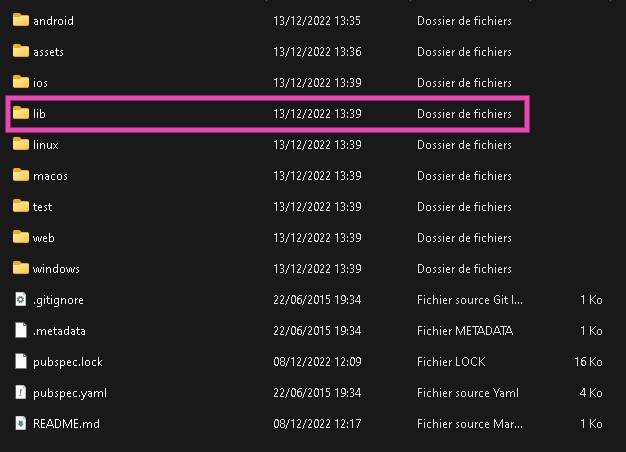 android 13/12/2022 13:35 Dossier de fichiers
assets 13/12/2022 13:36 Dossier de fichiers
ios 13/12/2022 13:39 Dossier de fichiers
lib 13/12/2022 13:39 Dossier de fichiers
linux 13/12/2022 13:39 Dossier de fichiers
macos 13/12/2022 13:39 Dossier de fichiers
test 13/12/2022 13:39 Dossier de fichiers
web 13/12/2022 13:39 Dossier de fichiers
windows 13/12/2022 13:39 Dossier de fichiers
.gitignore 22/06/2015 19:34 Fichier source Git I... 1 Ko
.metadata 22/06/2015 19:34 Fichier METADATA 1 Ko
pubspec.lock 08/12/2022 12:09 Fichier LOCK 16 Ko
pubspec.yaml 22/06/2015 19:34 Fichier source Yaml 4 Ko
README.md 08/12/2022 12:17 Fichier source Mar... 1 Ko